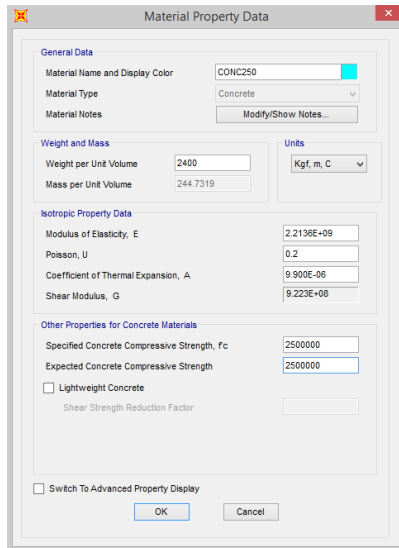 Material Property Data
×
General Data
Material Name and Display Color CONC250
Material Type Concrete
Material Notes Modify/Show Notes...
Weight and Mass
Weight per Unit Volume 2400
Mass per Unit Volume 244.7319
Units
Kgf, m, C
Isotropic Property Data
Modulus of Elasticity, E 2.2136E+09
Poisson, U 0.2
Coefficient of Thermal Expansion, A 9.900E-06
Shear Modulus, G 9.223E+08
Other Properties for Concrete Materials
Specified Concrete Compressive Strength, f'c 2500000
Expected Concrete Compressive Strength 2500000
Lightweight Concrete
Shear Strength Reduction Factor
Switch To Advanced Property Display
OK Cancel